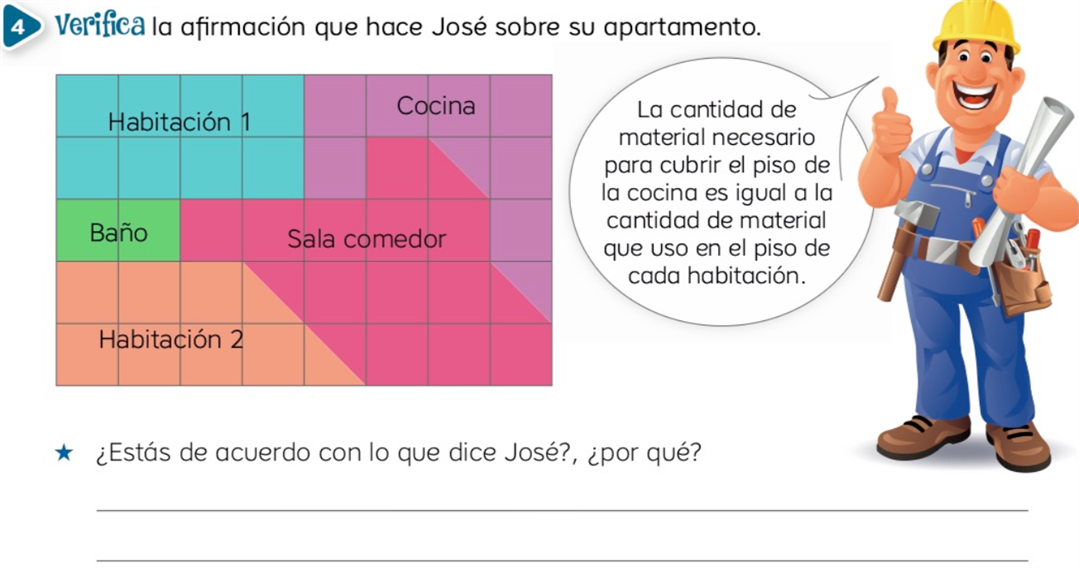 4 Verifica la afirmación que hace José sobre su apartamento.
Habitación 1
Cocina
Baño
Sala comedor
Habitación 2
La cantidad de
material necesario
para cubrir el piso de
la cocina es igual a la
cantidad de material
que uso en el piso de
cada habitación.
★ ¿Estás de acuerdo con lo que dice José?, ¿por qué?